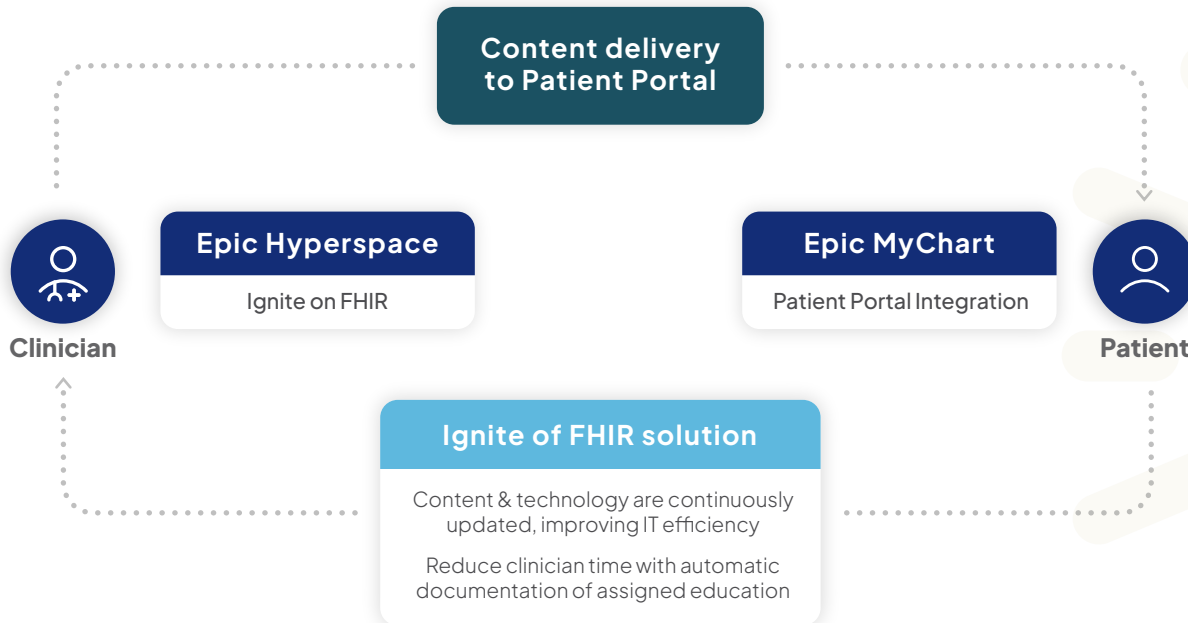 Content delivery
to Patient Portal
Epic Hyperspace
Ignite on FHIR
Epic MyChart
Patient Portal Integration
Clinician
Patient
Ignite of FHIR solution
Content & technology are continuously
updated, improving IT efficiency
Reduce clinician time with automatic
documentation of assigned education